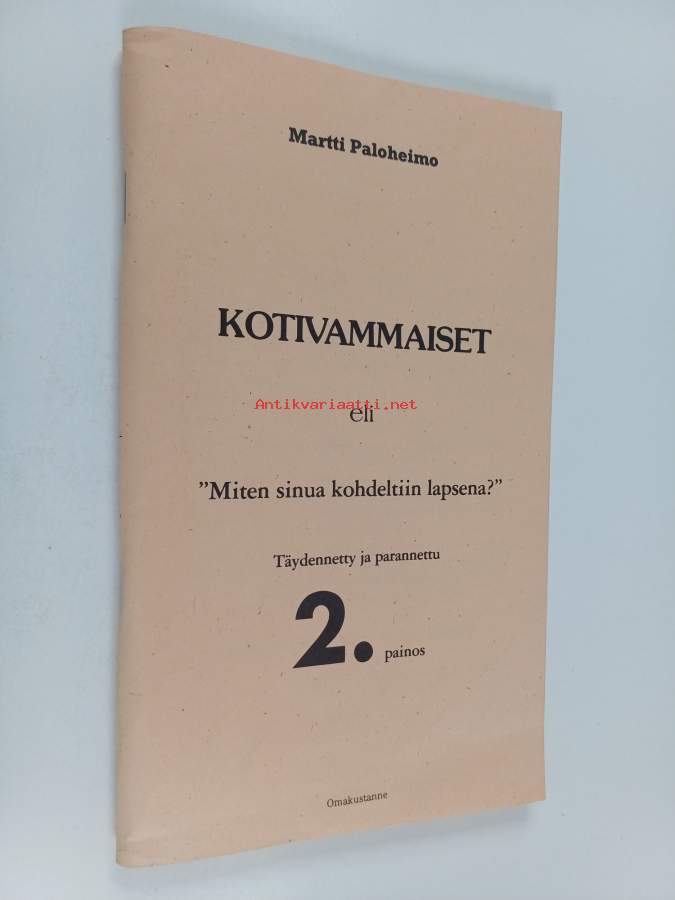 Martti Paloheimo
KOTIVAMMAISET
Antikvariaatti.net
eli
”Miten sinua kohdeltiin lapsena?”
Täydennetty ja parannettu
2. painos
Omakustanne